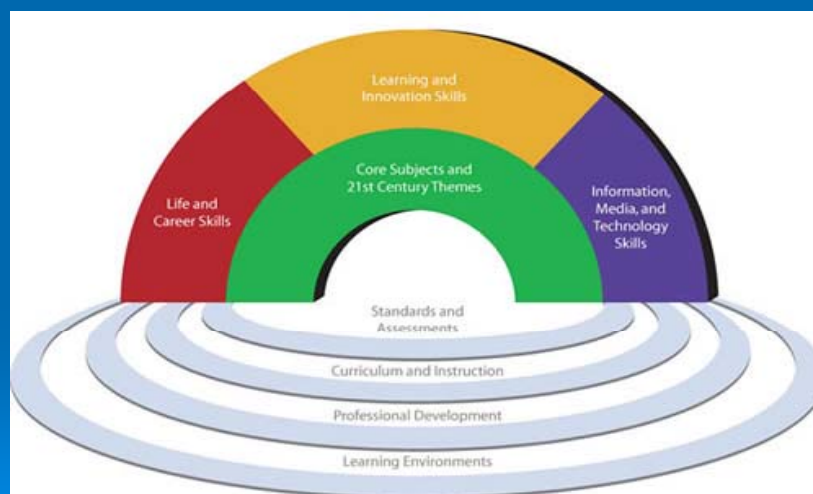 Learning and
Innovation Skills
Core Subjects and
21st Century Themes
Life and
Career Skills
Information,
Media, and
Technology
Skills
Standards and
Assessments
Curriculum and Instruction
Professional Development
Learning Environments